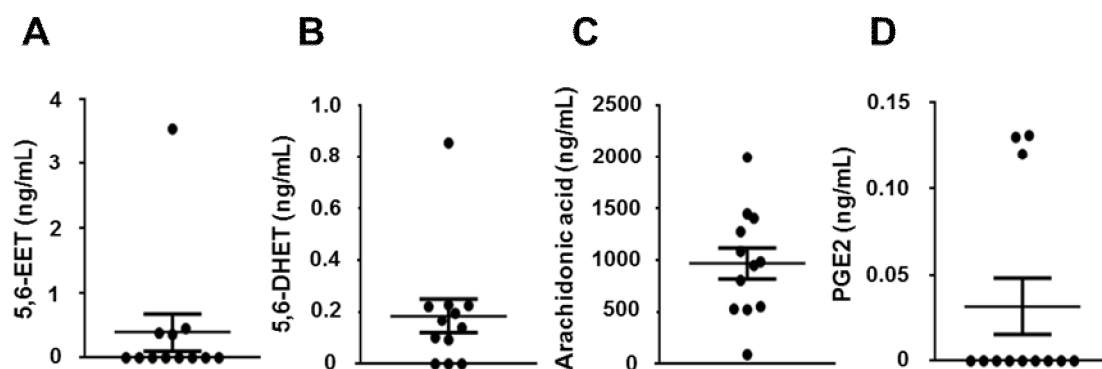 A
5,6-EET (ng/mL)
4
3
2
1
0
B
5,6-DHET (ng/mL)
1.0
0.8
0.6
0.4
0.2
0
C
Arachidonic acid (ng/mL)
2500
2000
1500
1000
500
0
D
PGE2 (ng/mL)
0.15
0.10
0.05
0